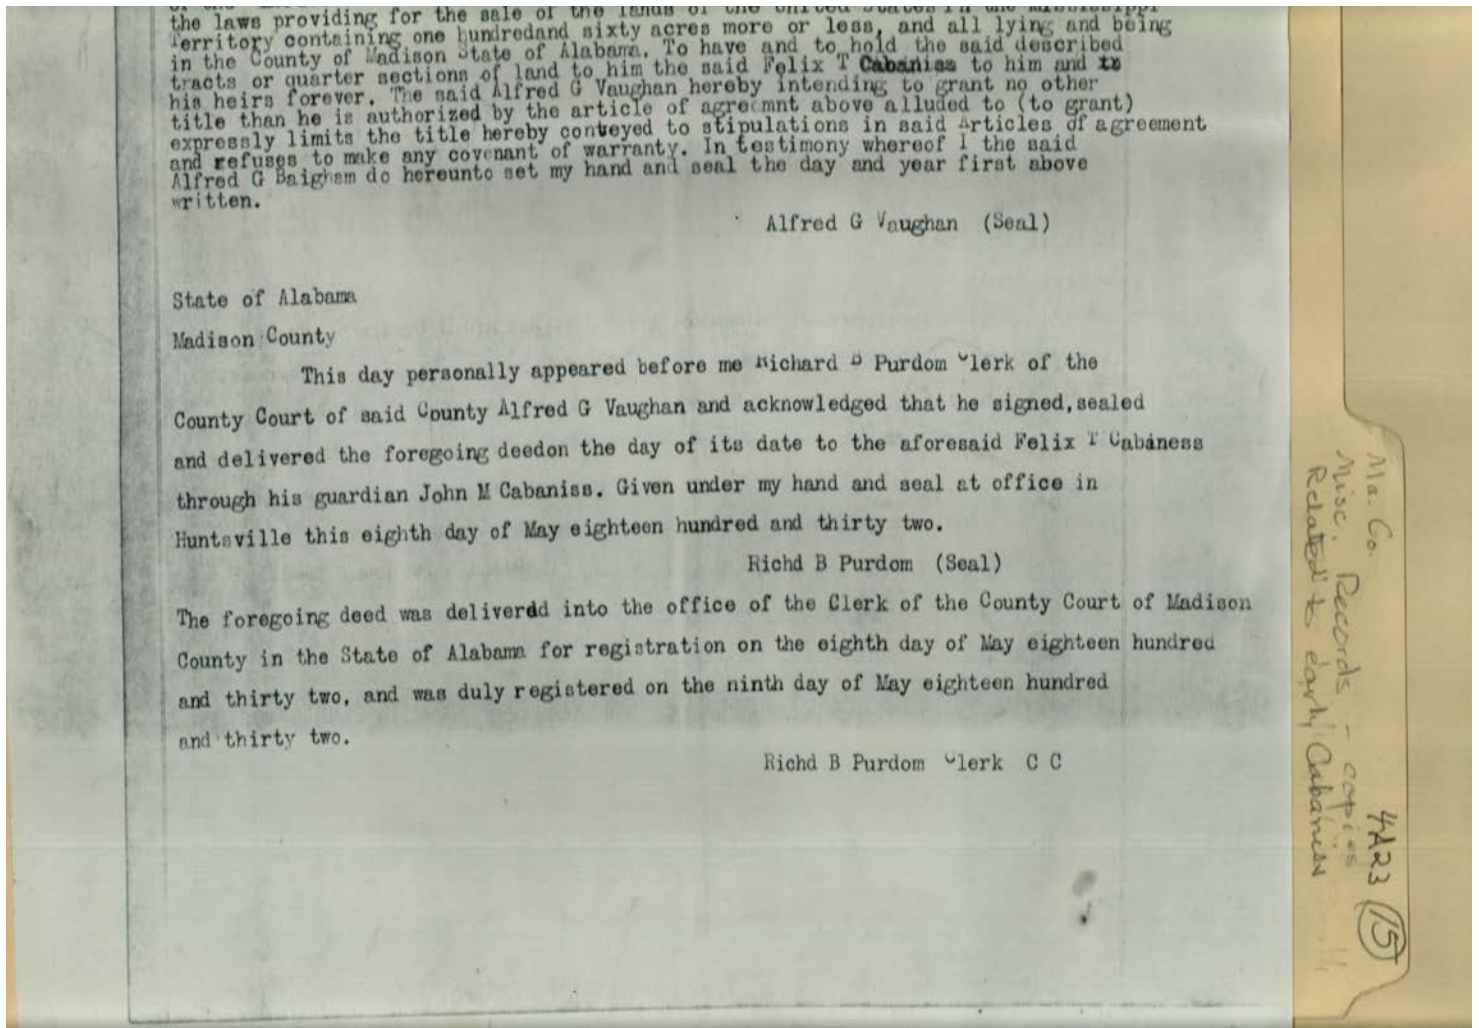 the laws providing for the sale of the lands of the United States in the Mississippi
Territory containing one hundredand sixty acres more or less, and all lying and being
in the County of Madison State of Alabama. To have and to hold the said described
tracts or quarter sections of land to him the said Felix T Cabaniss to him and to
his heirs forever. The said Alfred G Vaughan hereby intending to grant no other
title than he is authorized by the article of agreemnt above alluded to (to grant)
expressly limits the title hereby conveyed to stipulations in said Articles of agreement
and refuses to make any covenant of warranty. In testimony whereof I the said
Alfred G Baigham do hereunto set my hand and seal the day and year first above
written.
Alfred G Vaughan (Seal)
State of Alabama
Madison County
This day personally appeared before me Richard B Purdom Clerk of the
County Court of said County Alfred G Vaughan and acknowledged that he signed,sealed
and delivered the foregoing deedon the day of its date to the aforesaid Felix T Cabaness
through his guardian John M Cabaniss. Given under my hand and seal at office in
Huntsville this eighth day of May eighteen hundred and thirty two.
Richd B Purdom (Seal)
The foregoing deed was deliverdd into the office of the Clerk of the County Court of Madison
County in the State of Alabama for registration on the eighth day of May eighteen hundred
and thirty two, and was duly registered on the ninth day of May eighteen hundred
and thirty two.
Richd B Purdom Clerk C C
Ma. Co. 4A23 (15)
Misc. Records - copies
Related to early Cabaniss